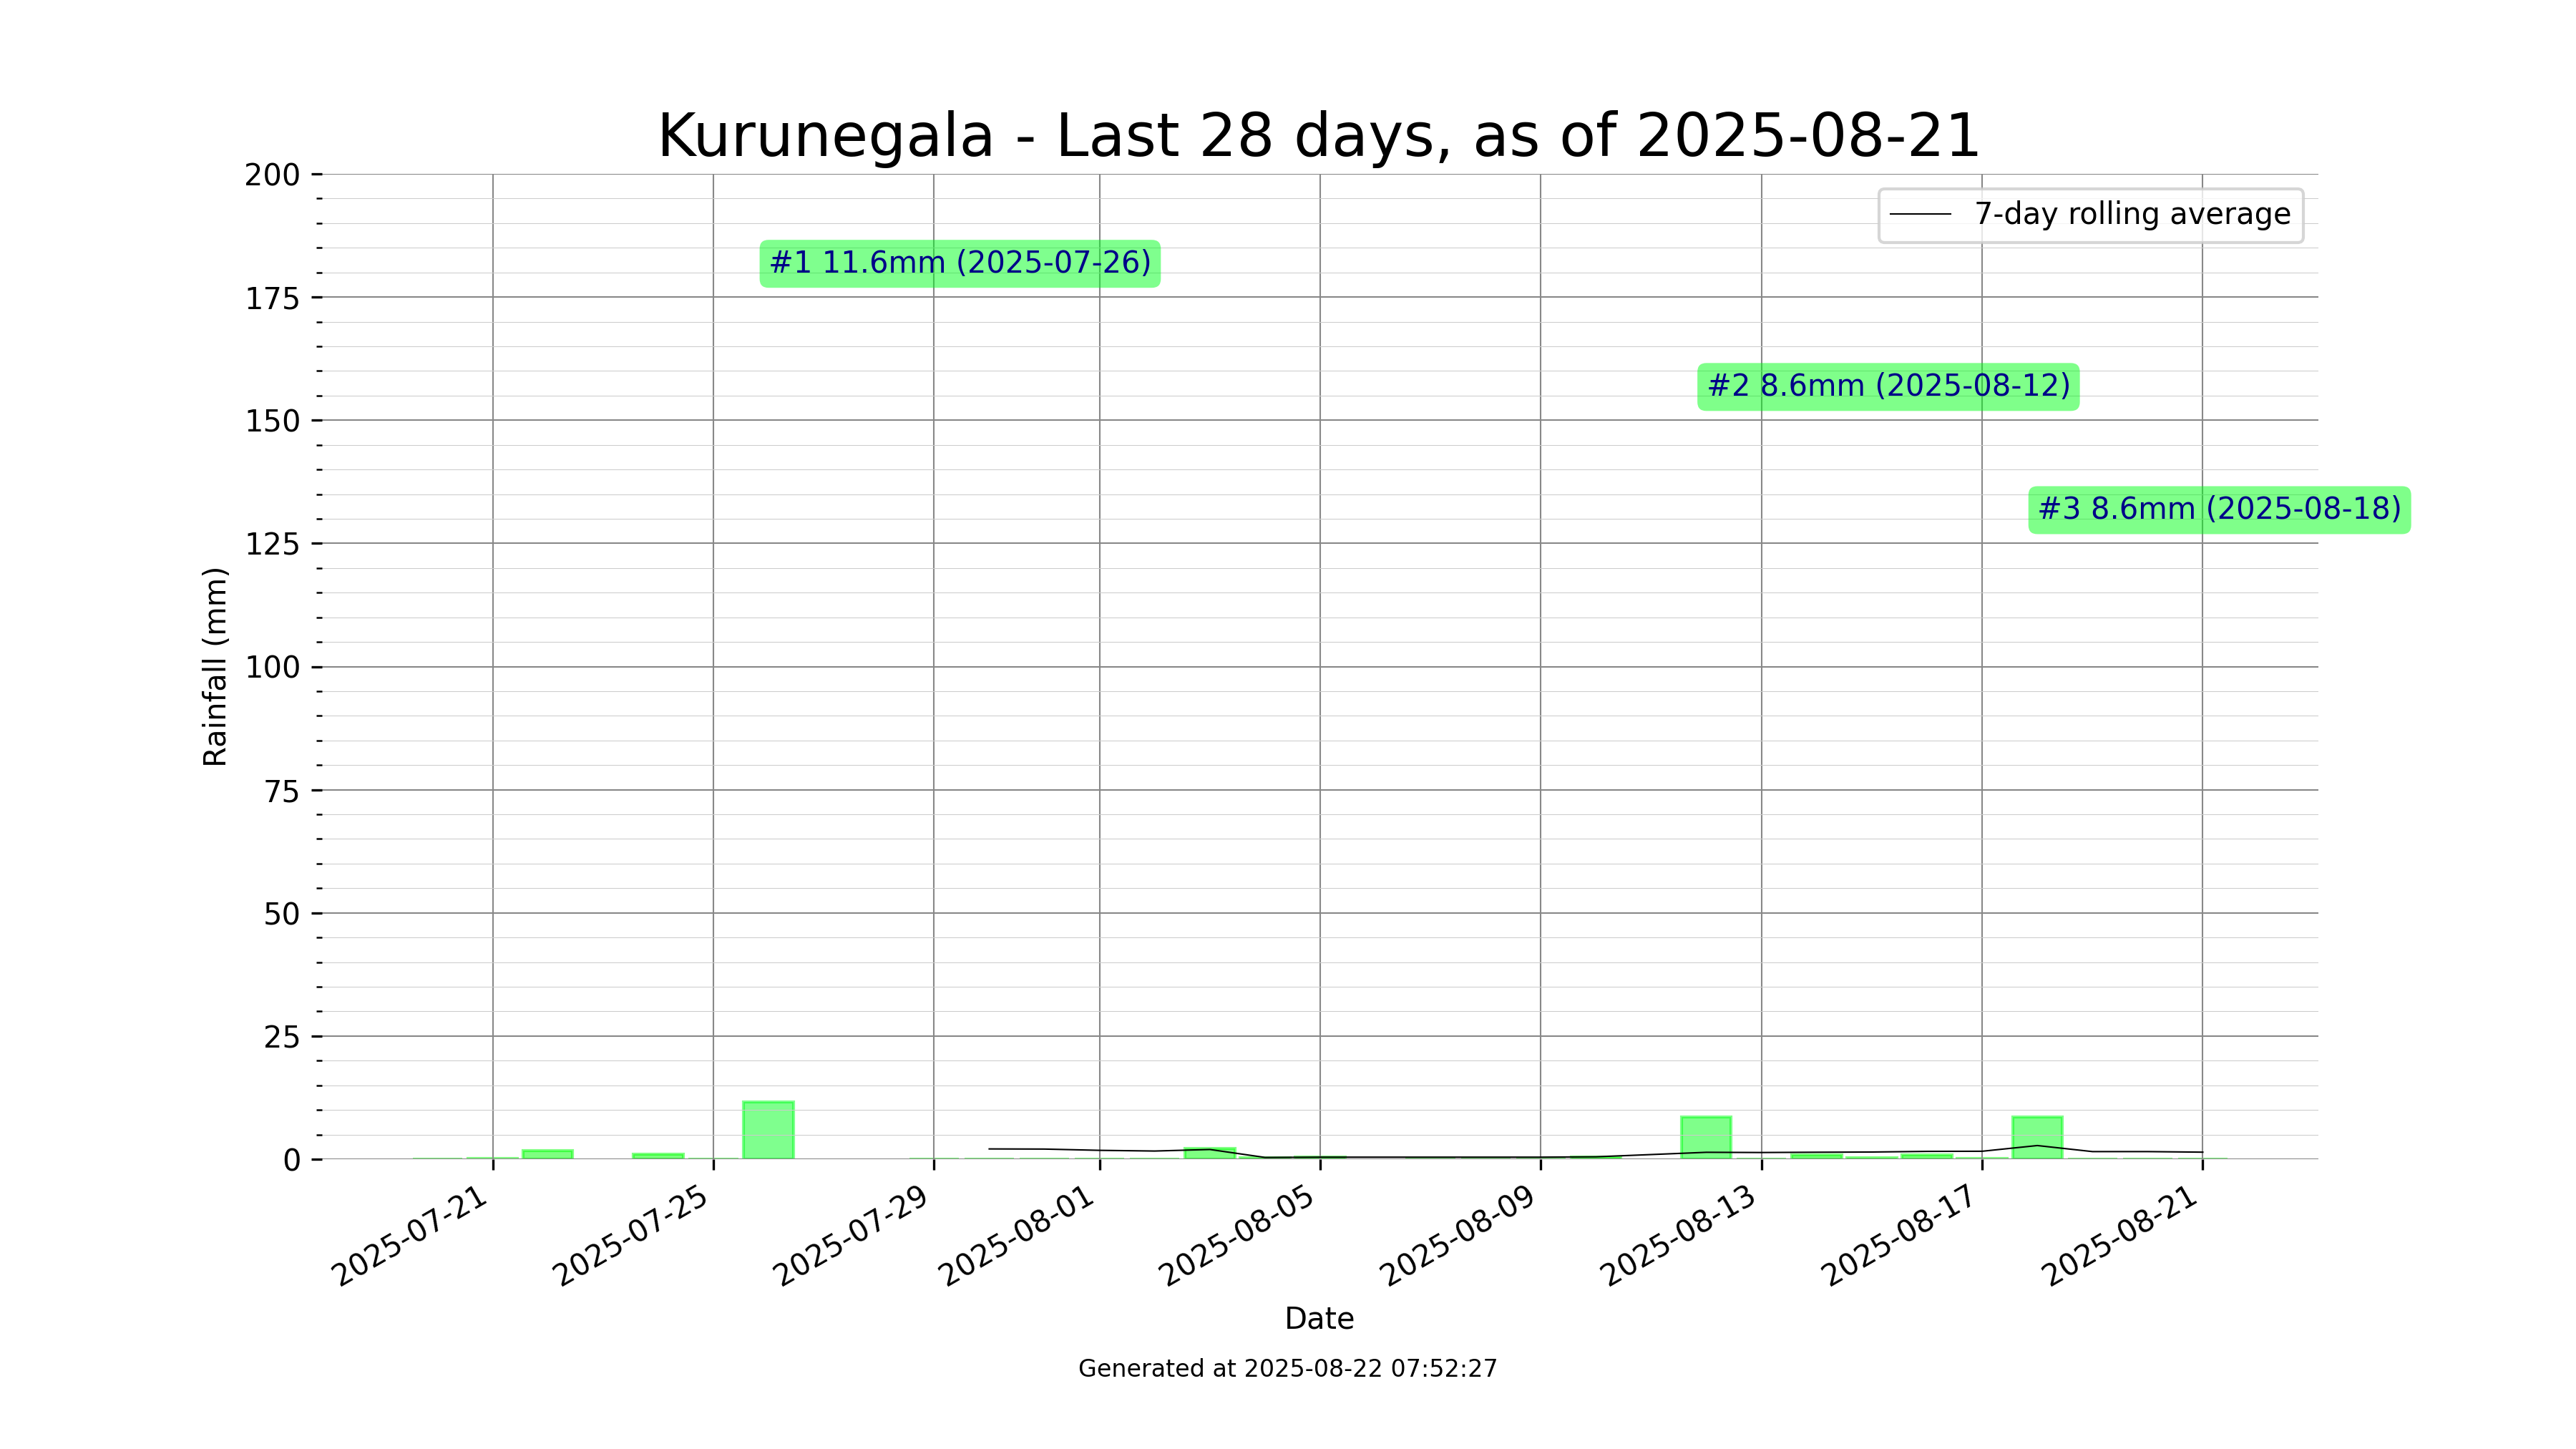 Kurunegala - Last 28 days, as of 2025-08-21
7-day rolling average
#1 11.6mm (2025-07-26)
#2 8.6mm (2025-08-12)
#3 8.6mm (2025-08-18)
Rainfall (mm)
200
175
150
125
100
75
50
25
0
2025-07-21
2025-07-25
2025-07-29
2025-08-01
2025-08-05
2025-08-09
2025-08-13
2025-08-17
2025-08-21
Date
Generated at 2025-08-22 07:52:27